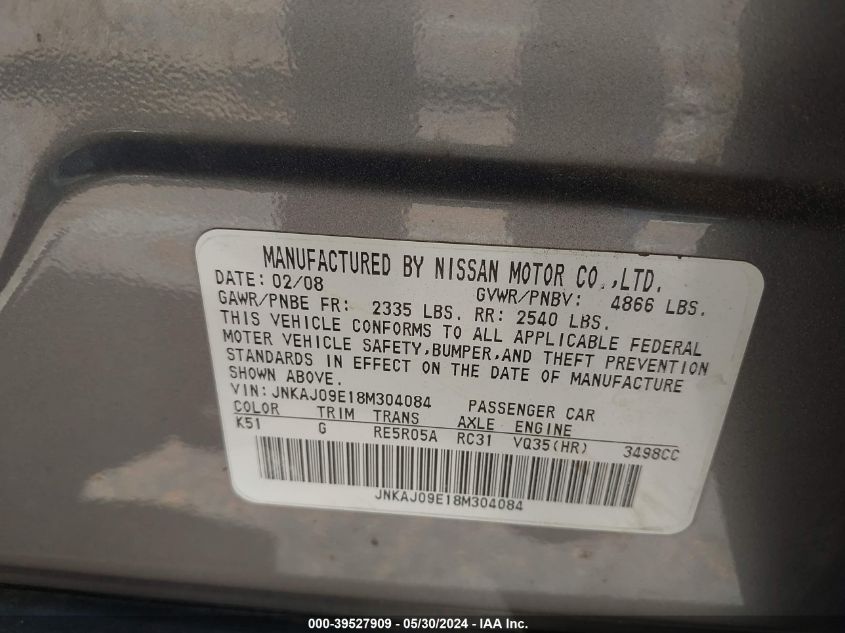 MANUFACTURED BY NISSAN MOTOR CO.,LTD.
DATE: 02/08 GVWR/PNBV: 4866 LBS.
GAWR/PNBE FR: 2335 LBS. RR: 2540 LBS.
THIS VEHICLE CONFORMS TO ALL APPLICABLE FEDERAL
MOTER VEHICLE SAFETY,BUMPER,AND THEFT PREVENTION
STANDARDS IN EFFECT ON THE DATE OF MANUFACTURE
SHOWN ABOVE.
VIN: JNKAJ09E18M304084 PASSENGER CAR
COLOR TRIM TRANS AXLE ENGINE
K51 G RE5R05A RC31 VQ35(HR) 3498CC
JNKAJ09E18M304084
000-39527909 - 05/30/2024 - IAA Inc.